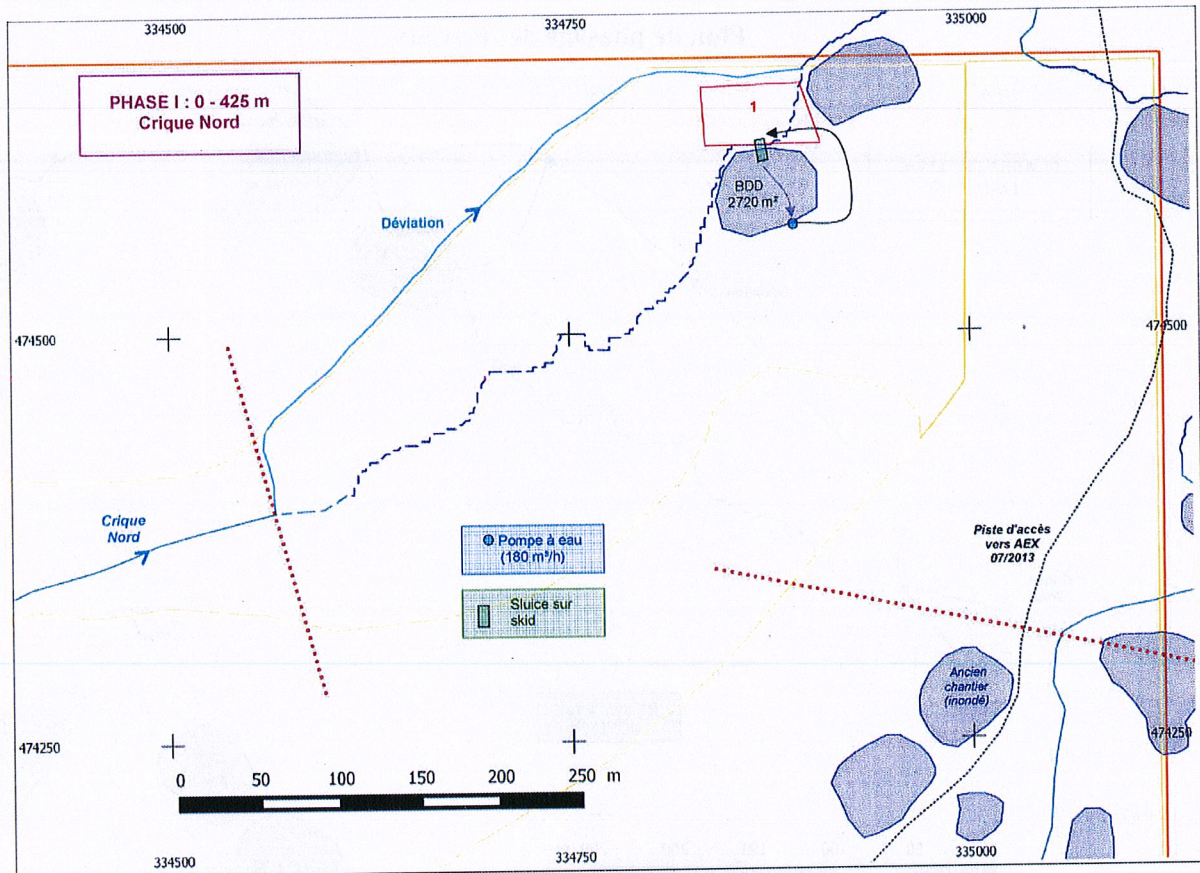 334500
334750
335000
PHASE I : 0 - 425 m
Crique Nord
1
BDD
2720 m²
Déviation
474500
474500
Crique
Nord
Pompe à eau
(180 m³/h)
Piste d'accès
vers AEX
07/2013
Sluice sur
skid
Ancien
chantier
(inondé)
474250
474250
0 50 100 150 200 250 m
334500
334750
335000